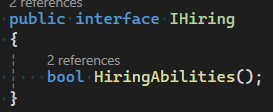 2 references
public interface IHiring
{
2 references
bool HiringAbilities();
}